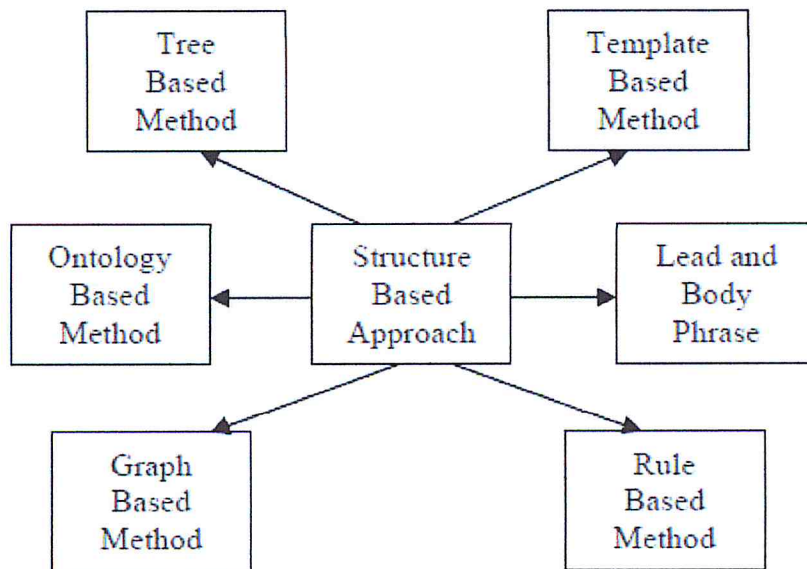 Tree
Based
Method
Template
Based
Method
Ontology
Based
Method
Structure
Based
Approach
Lead and
Body
Phrase
Graph
Based
Method
Rule
Based
Method